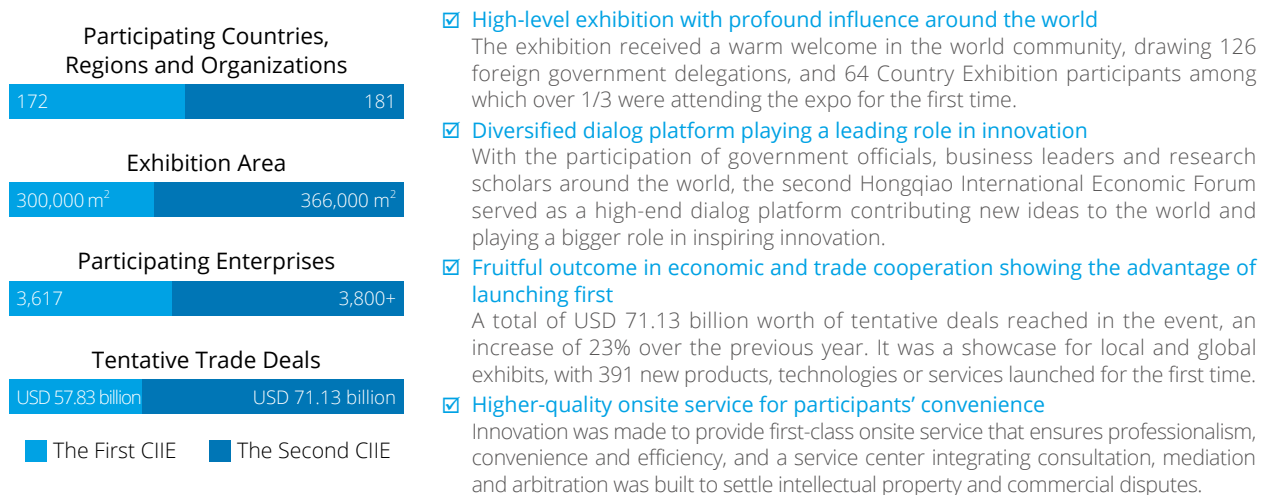 Participating Countries,
Regions and Organizations
172 181
Exhibition Area
300,000 m² 366,000 m²
Participating Enterprises
3,617 3,800+
Tentative Trade Deals
USD 57.83 billion USD 71.13 billion
The First CIIE The Second CIIE
☑ High-level exhibition with profound influence around the world
The exhibition received a warm welcome in the world community, drawing 126
foreign government delegations, and 64 Country Exhibition participants among
which over 1/3 were attending the expo for the first time.
☑ Diversified dialog platform playing a leading role in innovation
With the participation of government officials, business leaders and research
scholars around the world, the second Hongqiao International Economic Forum
served as a high-end dialog platform contributing new ideas to the world and
playing a bigger role in inspiring innovation.
☑ Fruitful outcome in economic and trade cooperation showing the advantage of
launching first
A total of USD 71.13 billion worth of tentative deals reached in the event, an
increase of 23% over the previous year. It was a showcase for local and global
exhibits, with 391 new products, technologies or services launched for the first time.
☑ Higher-quality onsite service for participants' convenience
Innovation was made to provide first-class onsite service that ensures professionalism,
convenience and efficiency, and a service center integrating consultation, mediation
and arbitration was built to settle intellectual property and commercial disputes.